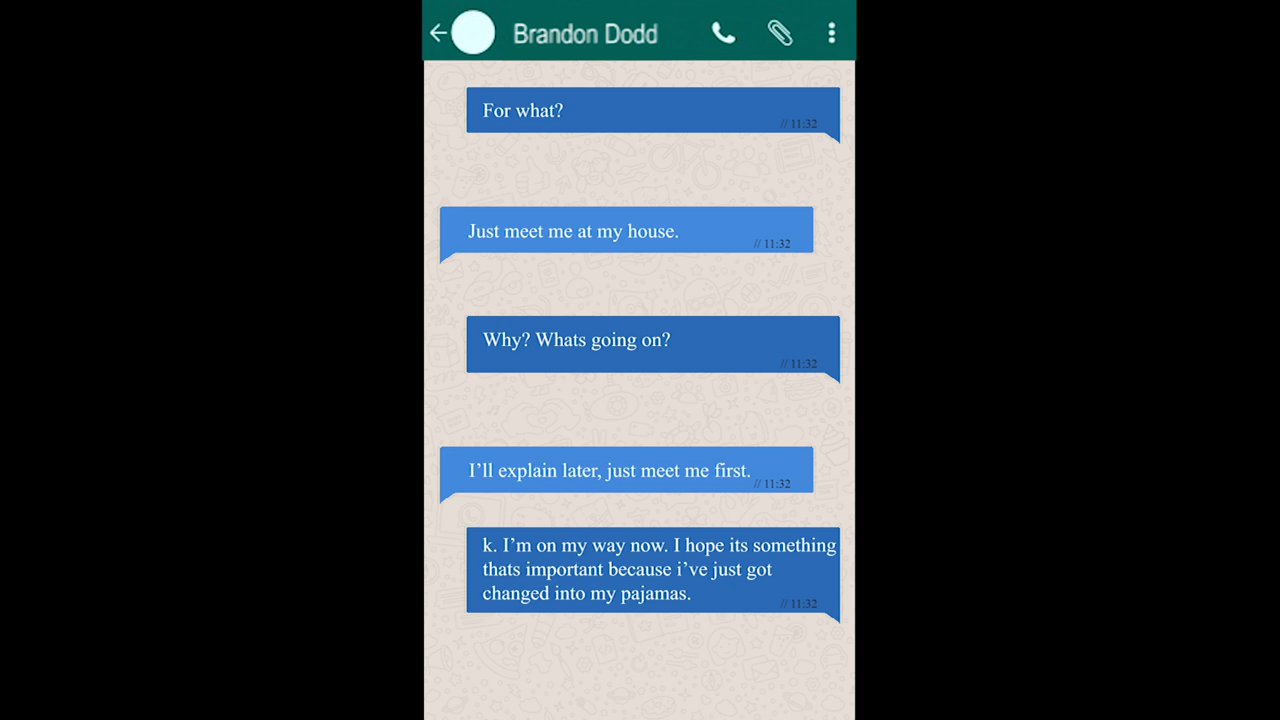 Brandon Dodd
For what?
// 11:32
Just meet me at my house.
// 11:32
Why? Whats going on?
// 11:32
I’ll explain later, just meet me first.
// 11:32
k. I’m on my way now. I hope its something
thats important because i’ve just got
changed into my pajamas.
// 11:32